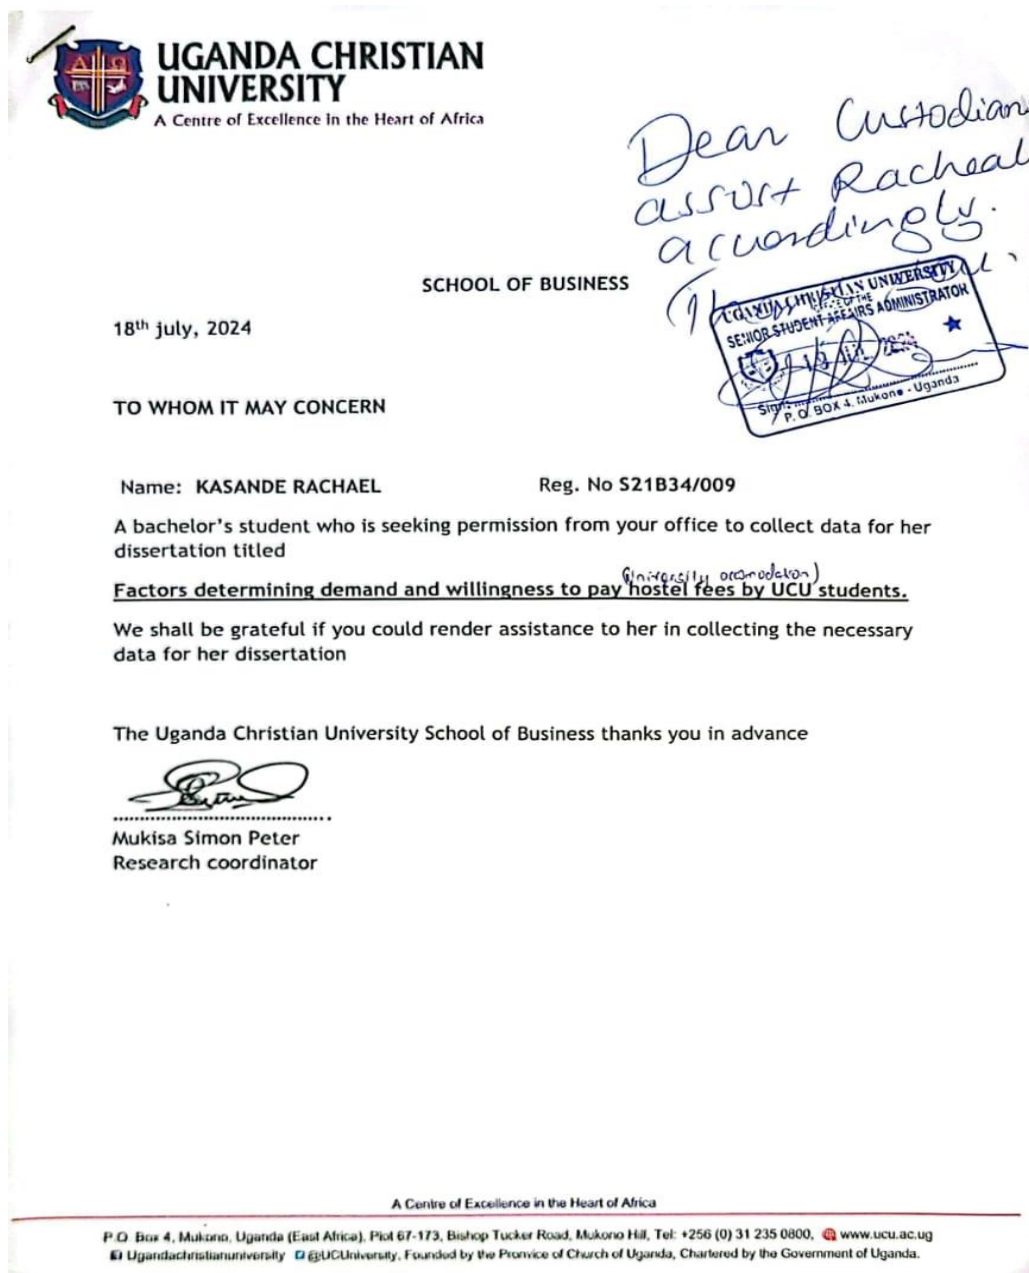 UGANDA CHRISTIAN
UNIVERSITY
A Centre of Excellence in the Heart of Africa
Dear Custodian
assist Racheal
accordingly.
UGANDA CHRISTIAN UNIVERSITY
OFFICE OF THE
SENIOR STUDENT AFFAIRS ADMINISTRATOR
Sign:
P. O. BOX 4, Mukono - Uganda
SCHOOL OF BUSINESS
18th july, 2024
TO WHOM IT MAY CONCERN
Name: KASANDE RACHAEL Reg. No S21B34/009
A bachelor's student who is seeking permission from your office to collect data for her
dissertation titled
(University accomodation)
Factors determining demand and willingness to pay hostel fees by UCU students.
We shall be grateful if you could render assistance to her in collecting the necessary
data for her dissertation
The Uganda Christian University School of Business thanks you in advance
Mukisa Simon Peter
Research coordinator
A Centre of Excellence in the Heart of Africa
P.O Box 4, Mukono, Uganda (East Africa), Plot 67-173, Bishop Tucker Road, Mukono Hill, Tel: +256 (0) 31 235 0800, www.ucu.ac.ug
Ugandachristianuniversity @UCUniversity, Founded by the Pronvice of Church of Uganda, Chartered by the Government of Uganda.